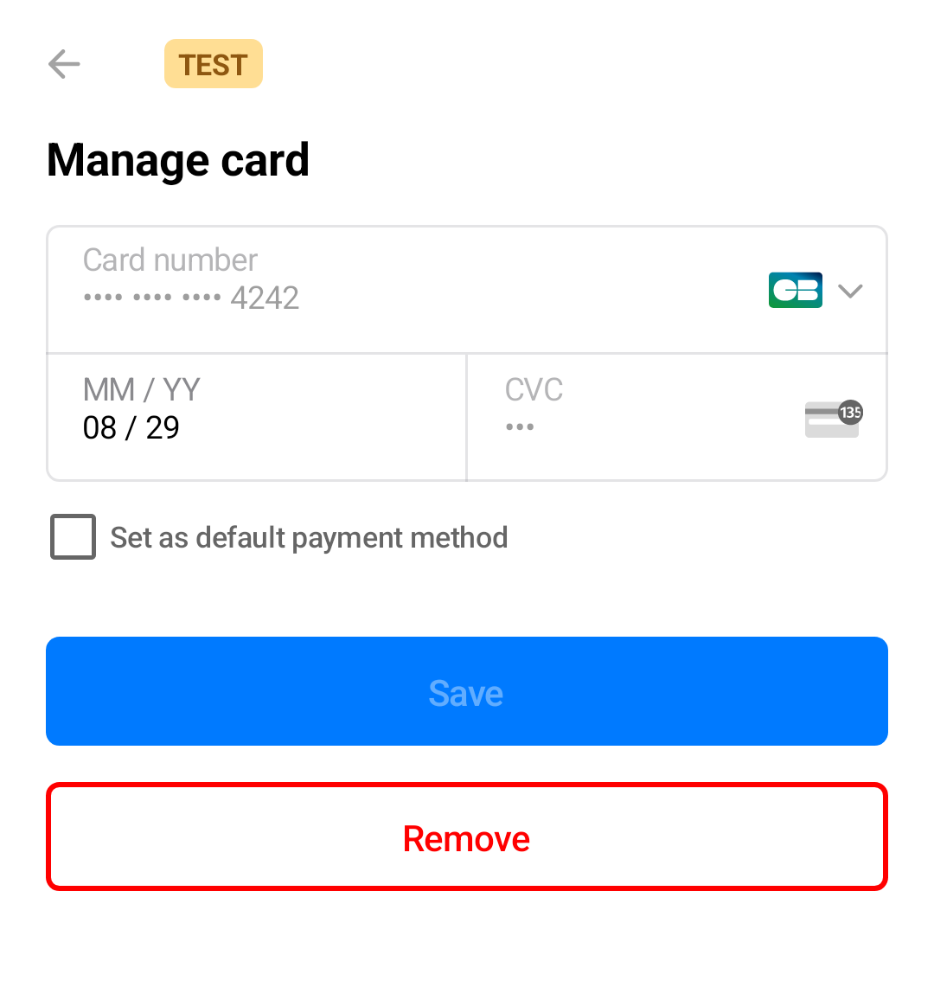 TEST
Manage card
Card number
•••• •••• •••• 4242
CB
MM / YY
CVC
08 / 29
•••
135
Set as default payment method
Save
Remove